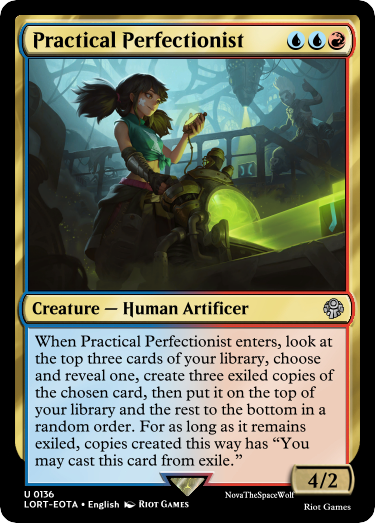 Practical Perfectionist
Creature — Human Artificer
When Practical Perfectionist enters, look at
the top three cards of your library, choose
and reveal one, create three exiled copies of
the chosen card, then put it on the top of
your library and the rest to the bottom in a
random order. For as long as it remains
exiled, copies created this way has “You
may cast this card from exile.”
4/2
U 0136
LORT-EOTA • English Riot Games
NovaTheSpaceWolf
Riot Games